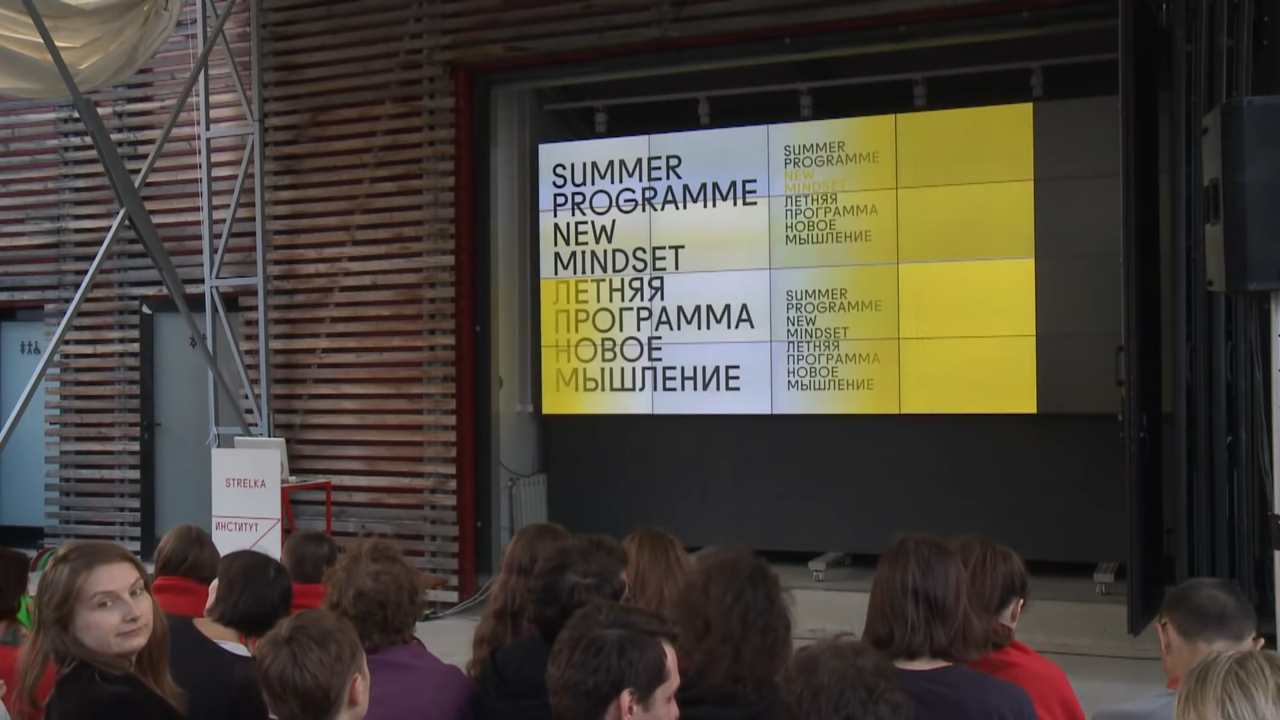 SUMMER
PROGRAMME
NEW
MINDSET
ЛЕТНЯЯ
ПРОГРАММА
НОВОЕ
МЫШЛЕНИЕ
SUMMER
PROGRAMME
NEW
MINDSET
ЛЕТНЯЯ
ПРОГРАММА
НОВОЕ
МЫШЛЕНИЕ
SUMMER
PROGRAMME
NEW
MINDSET
ЛЕТНЯЯ
ПРОГРАММА
НОВОЕ
МЫШЛЕНИЕ
STRELKA
ИНСТИТУТ